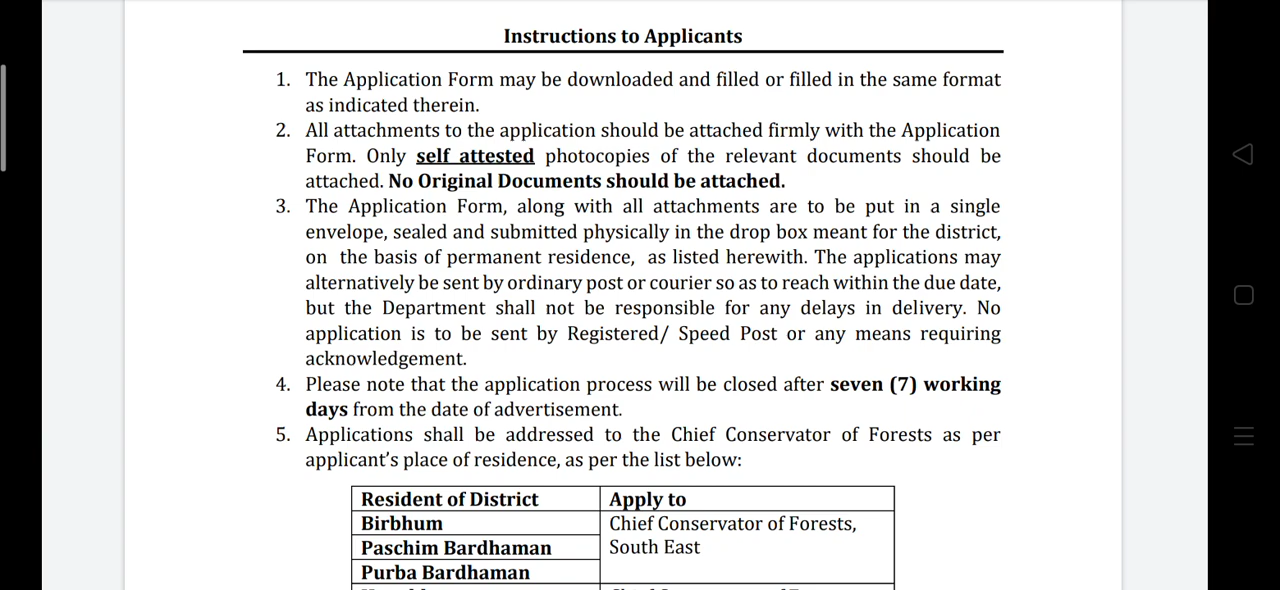 Instructions to Applicants
1. The Application Form may be downloaded and filled or filled in the same format
as indicated therein.
2. All attachments to the application should be attached firmly with the Application
Form. Only self attested photocopies of the relevant documents should be
attached. No Original Documents should be attached.
3. The Application Form, along with all attachments are to be put in a single
envelope, sealed and submitted physically in the drop box meant for the district,
on the basis of permanent residence, as listed herewith. The applications may
alternatively be sent by ordinary post or courier so as to reach within the due date,
but the Department shall not be responsible for any delays in delivery. No
application is to be sent by Registered/ Speed Post or any means requiring
acknowledgement.
4. Please note that the application process will be closed after seven (7) working
days from the date of advertisement.
5. Applications shall be addressed to the Chief Conservator of Forests as per
applicant's place of residence, as per the list below:
Resident of District Apply to
Birbhum Chief Conservator of Forests,
Paschim Bardhaman South East
Purba Bardhaman